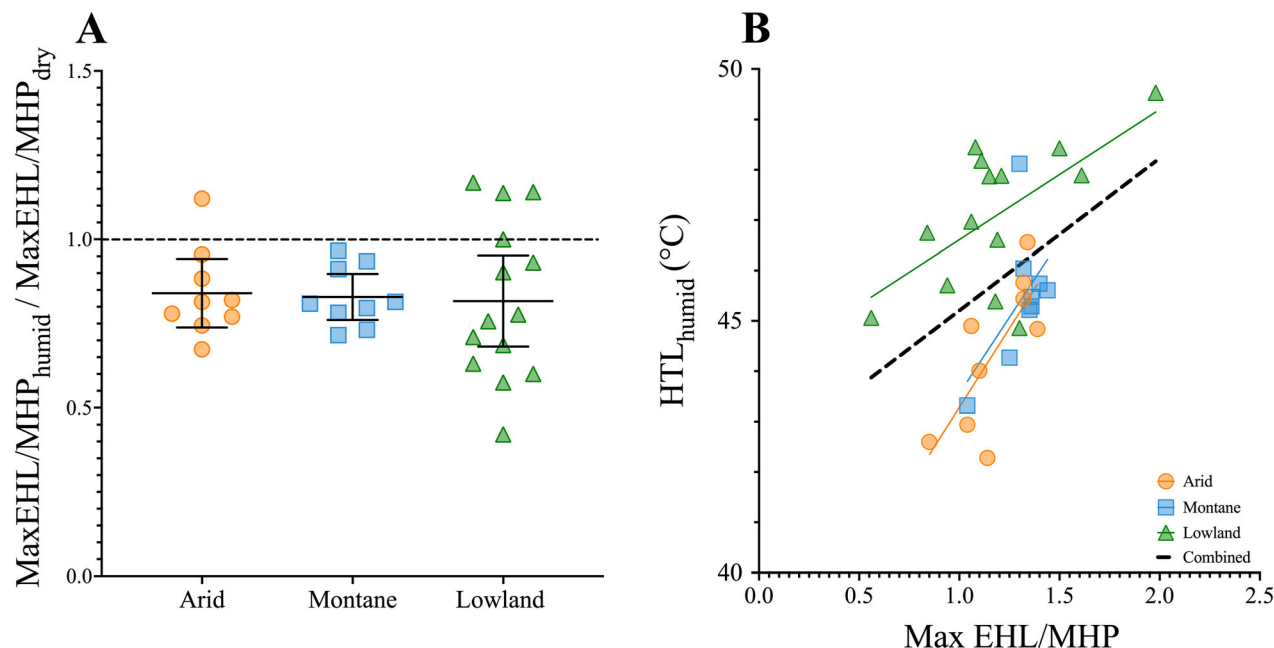 A
MaxEHL/MHPhumid / MaxEHL/MHPdry
1.5
1.0
0.5
0.0
Arid Montane Lowland
B
HTLhumid (°C)
50
45
40
0.0 0.5 1.0 1.5 2.0 2.5
Max EHL/MHP
Arid
Montane
Lowland
Combined